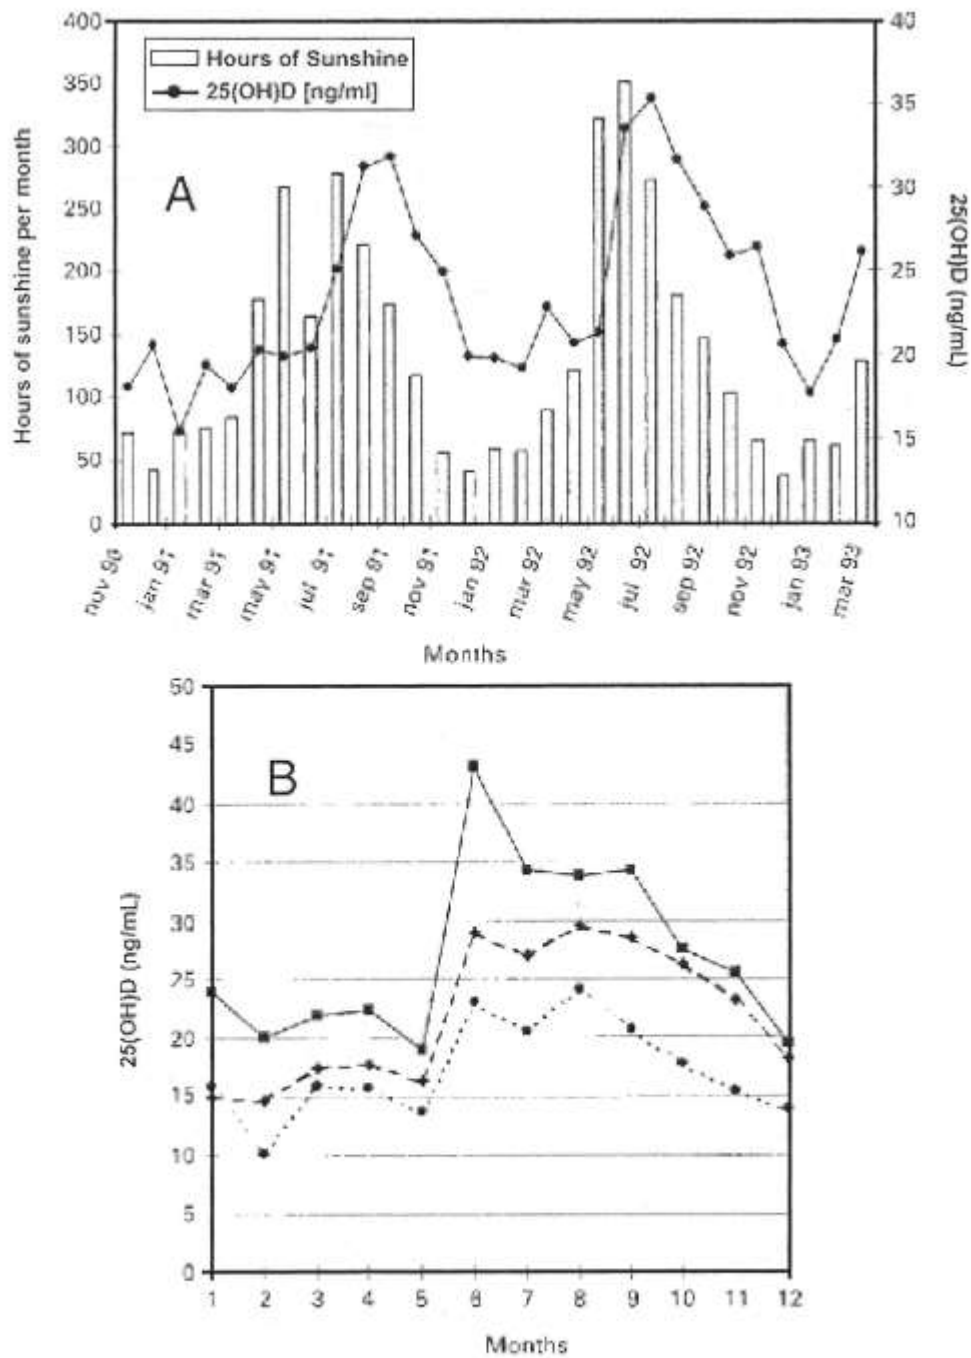 400
350
300
250
200
150
100
50
0
Hours of sunshine per month
Hours of Sunshine
25(OH)D [ng/ml]
A
40
35
30
25
20
15
10
25(OH)D (ng/mL)
nov 90
jan 91
mar 91
may 91
jul 91
sep 91
nov 91
jan 92
mar 92
may 92
jul 92
sep 92
nov 92
jan 93
mar 93
Months
50
45
40
35
30
25
20
15
10
5
0
25(OH)D (ng/mL)
B
1 2 3 4 5 6 7 8 9 10 11 12
Months